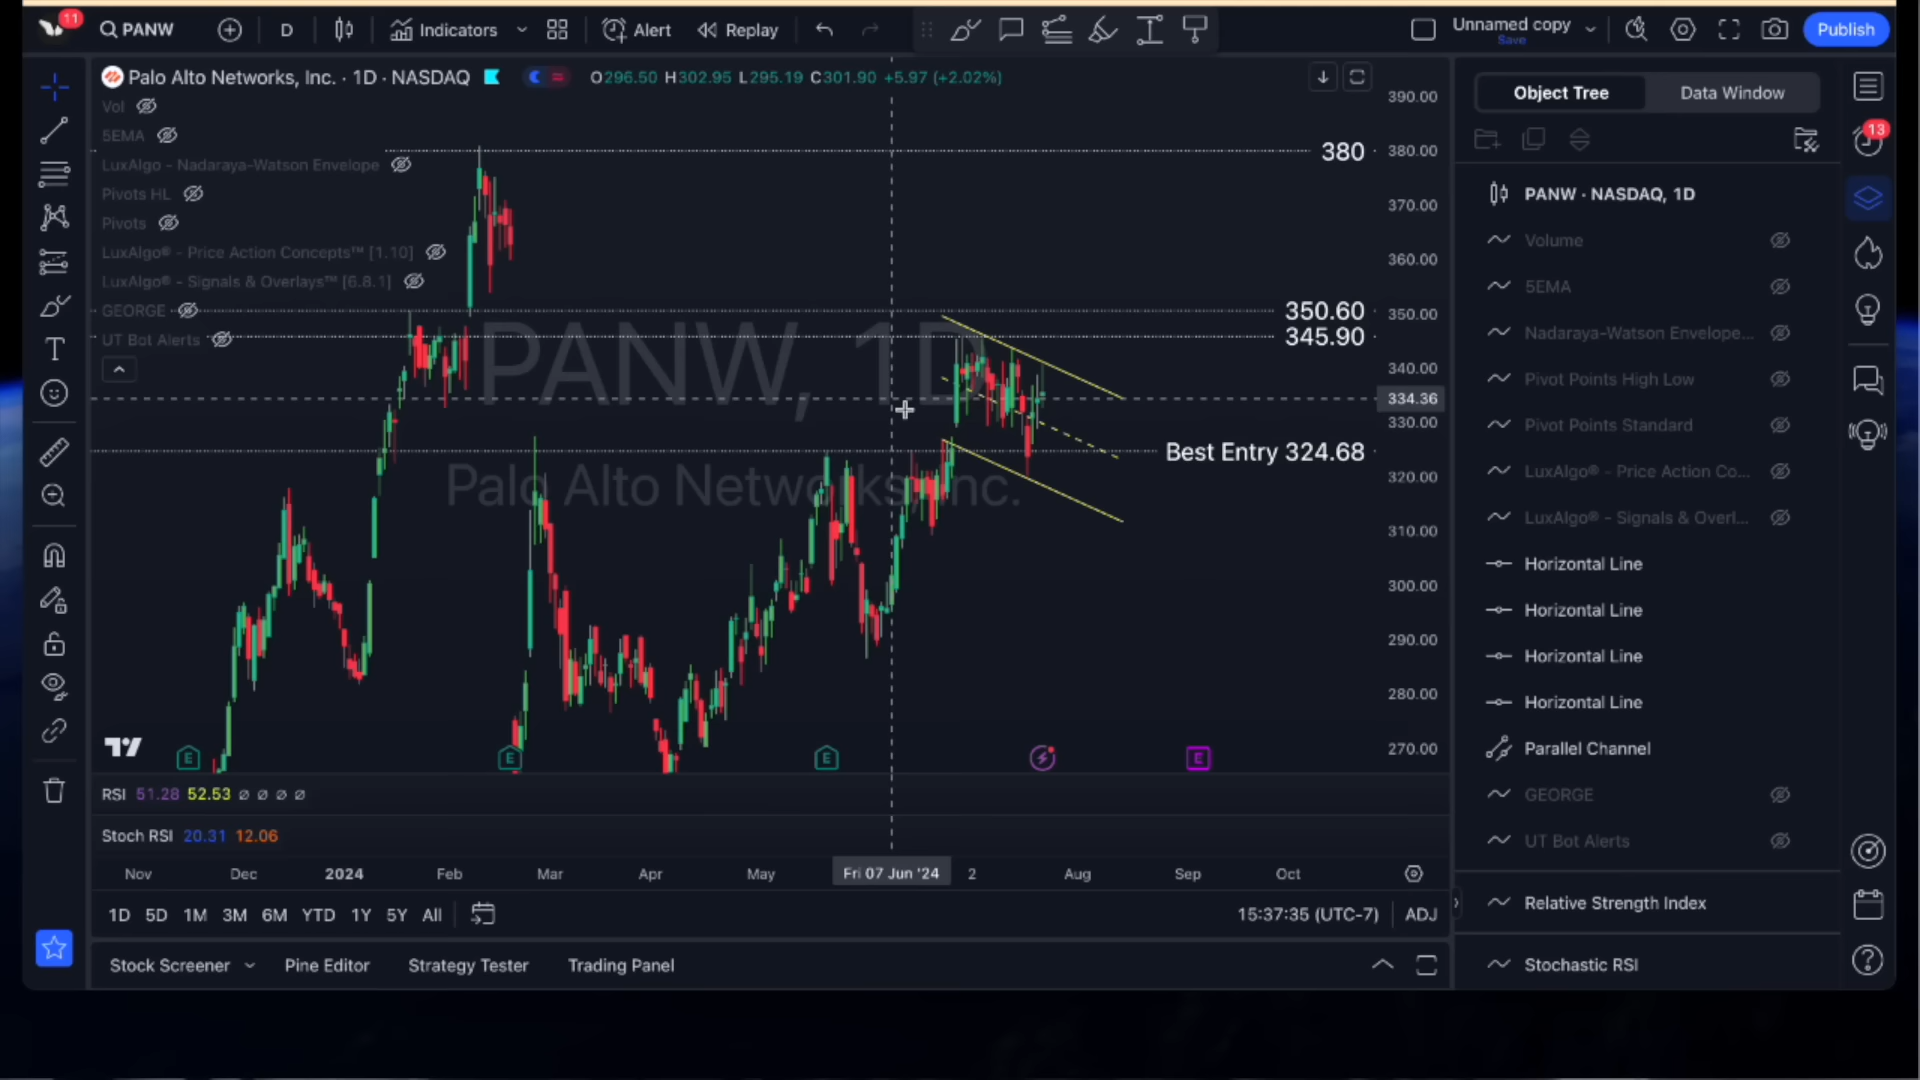 11
PANW
D
Indicators
Alert
Replay
Unnamed copy
Save
Publish
Palo Alto Networks, Inc. · 1D · NASDAQ
O296.50 H302.95 L295.19 C301.90 +5.97 (+2.02%)
Vol
5EMA
LuxAlgo - Nadaraya-Watson Envelope
Pivots HL
Pivots
LuxAlgo® - Price Action Concepts™ [1.10]
LuxAlgo® - Signals & Overlays™ [6.8.1]
GEORGE
UT Bot Alerts
PANW, 1D
Palo Alto Networks, Inc.
380
350.60
345.90
Best Entry 324.68
390.00
380.00
370.00
360.00
350.00
340.00
334.36
330.00
320.00
310.00
300.00
290.00
280.00
270.00
E
E
E
E
RSI 51.28 52.53 ∅ ∅ ∅ ∅
Stoch RSI 20.31 12.06
Nov Dec 2024 Feb Mar Apr May Fri 07 Jun '24 2 Aug Sep Oct
1D 5D 1M 3M 6M YTD 1Y 5Y All
15:37:35 (UTC-7) ADJ
Stock Screener Pine Editor Strategy Tester Trading Panel
Object Tree Data Window
13
PANW · NASDAQ, 1D
Volume
5EMA
Nadaraya-Watson Envelope...
Pivot Points High Low
Pivot Points Standard
LuxAlgo® - Price Action Co...
LuxAlgo® - Signals & Overl...
Horizontal Line
Horizontal Line
Horizontal Line
Horizontal Line
Parallel Channel
GEORGE
UT Bot Alerts
Relative Strength Index
Stochastic RSI